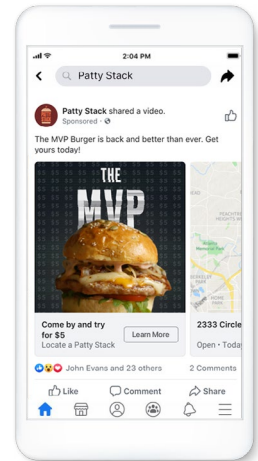 2:04 PM
Patty Stack
Patty Stack shared a video.
Sponsored ·
The MVP Burger is back and better than ever. Get
yours today!
THE
MVP
Come by and try
for $5
Locate a Patty Stack
Learn More
2333 Circle
Open · Today
John Evans and 23 others
2 Comments
Like
Comment
Share